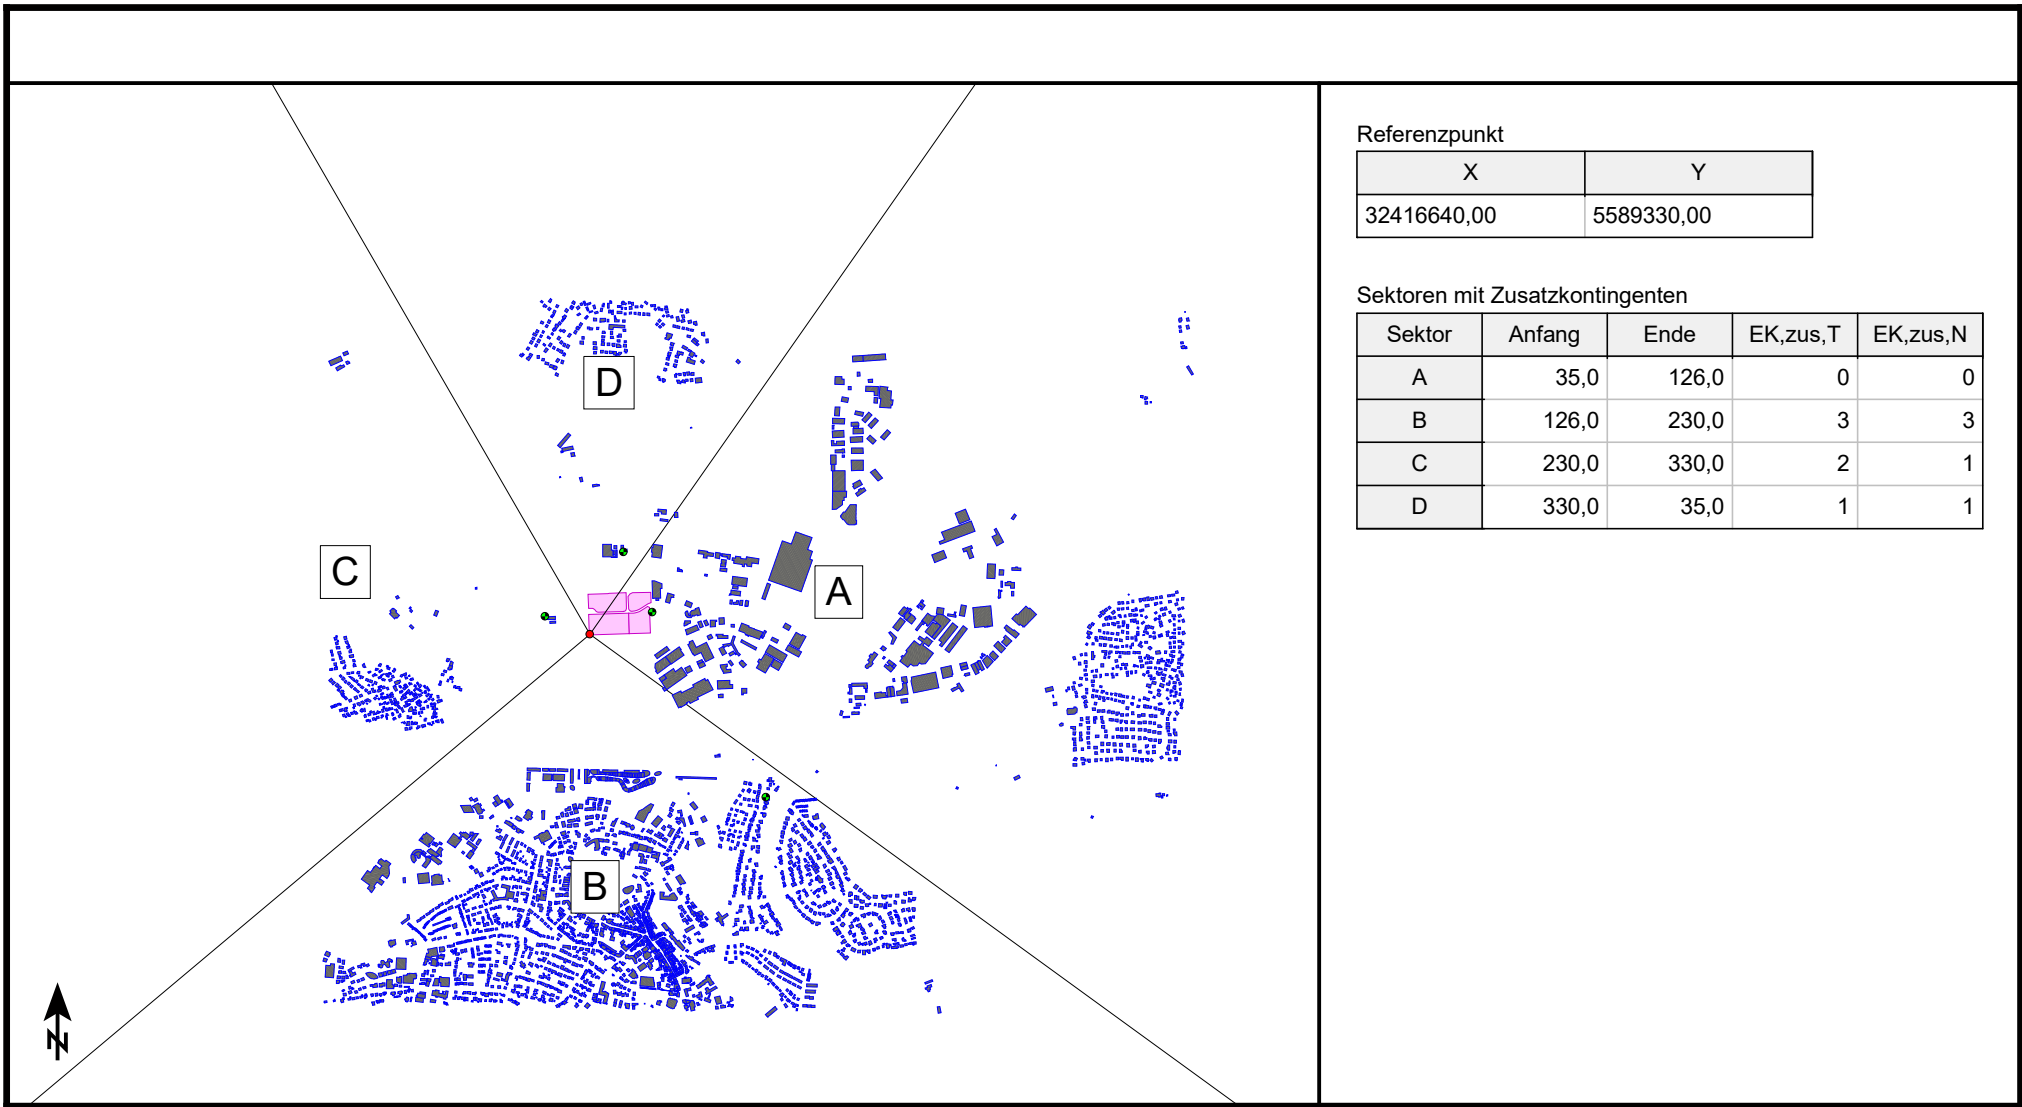 Referenzpunkt
X Y
32416640,00 5589330,00
Sektoren mit Zusatzkontingenten
Sektor Anfang Ende EK,zus,T EK,zus,N
A 35,0 126,0 0 0
B 126,0 230,0 3 3
C 230,0 330,0 2 1
D 330,0 35,0 1 1
D
C
A
B
N